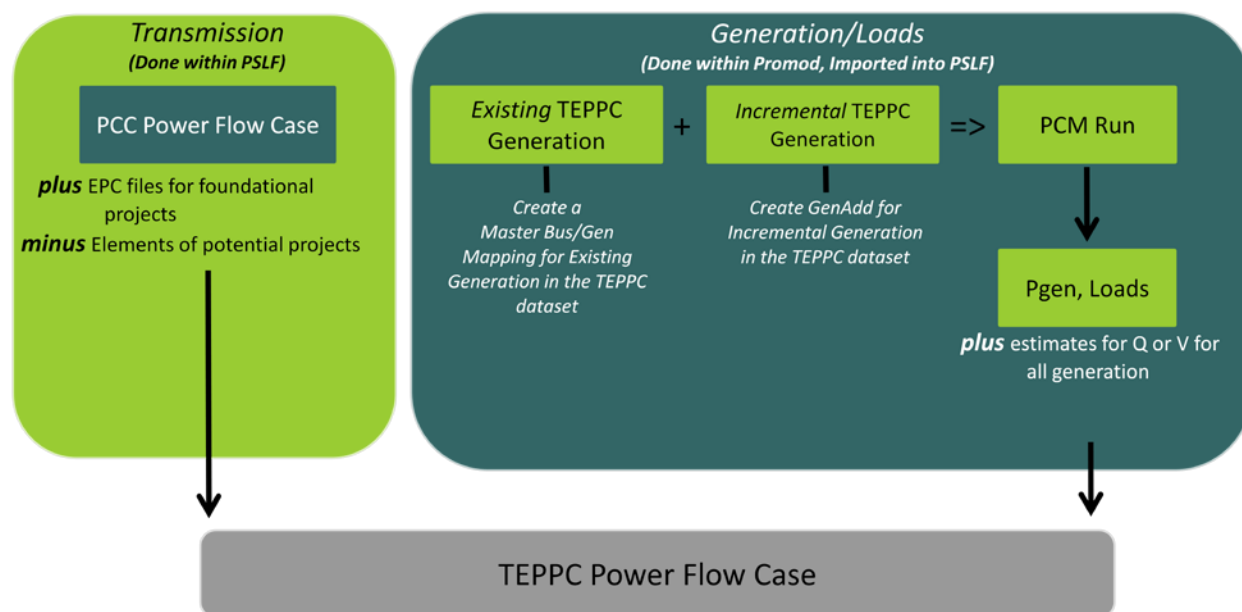 Transmission
(Done within PSLF)
PCC Power Flow Case
plus EPC files for foundational
projects
minus Elements of potential projects
Generation/Loads
(Done within Promod, Imported into PSLF)
Existing TEPPC
Generation
+
Incremental TEPPC
Generation
=>
PCM Run
Create a
Master Bus/Gen
Mapping for Existing
Generation in the TEPPC
dataset
Create GenAdd for
Incremental Generation
in the TEPPC dataset
Pgen, Loads
plus estimates for Q or V for
all generation
TEPPC Power Flow Case